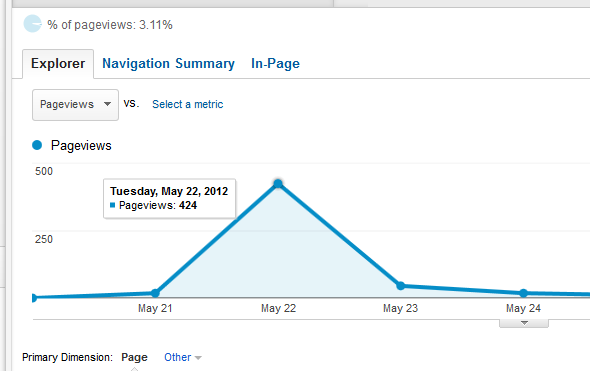 % of pageviews: 3.11%
Explorer Navigation Summary In-Page
Pageviews vs. Select a metric
Pageviews
500
Tuesday, May 22, 2012
Pageviews: 424
250
May 21 May 22 May 23 May 24
Primary Dimension: Page Other